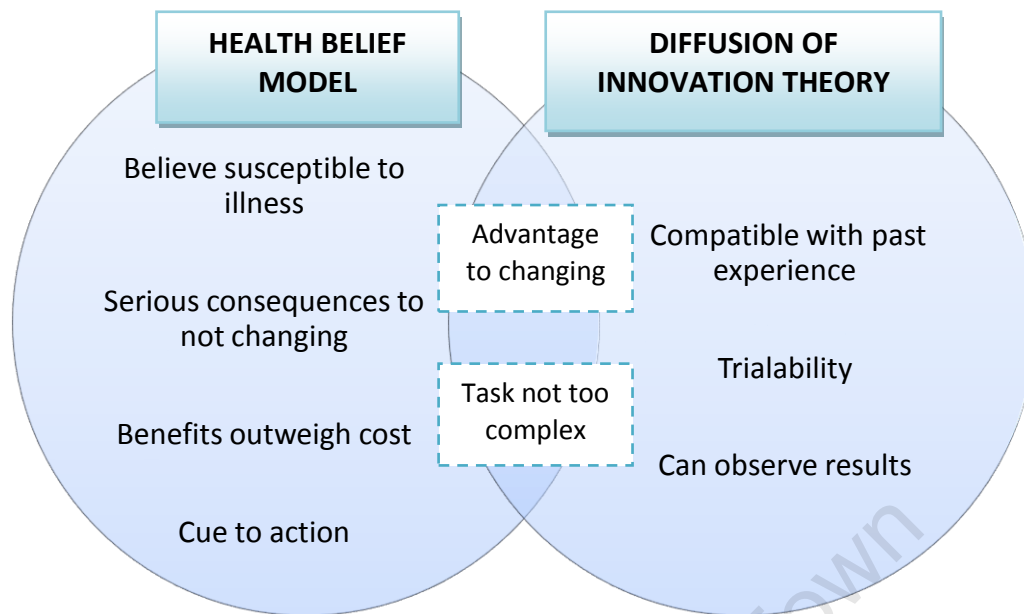 HEALTH BELIEF
MODEL
DIFFUSION OF
INNOVATION THEORY
Believe susceptible to
illness
Serious consequences to
not changing
Benefits outweigh cost
Cue to action
Advantage
to changing
Task not too
complex
Compatible with past
experience
Trialability
Can observe results
Town